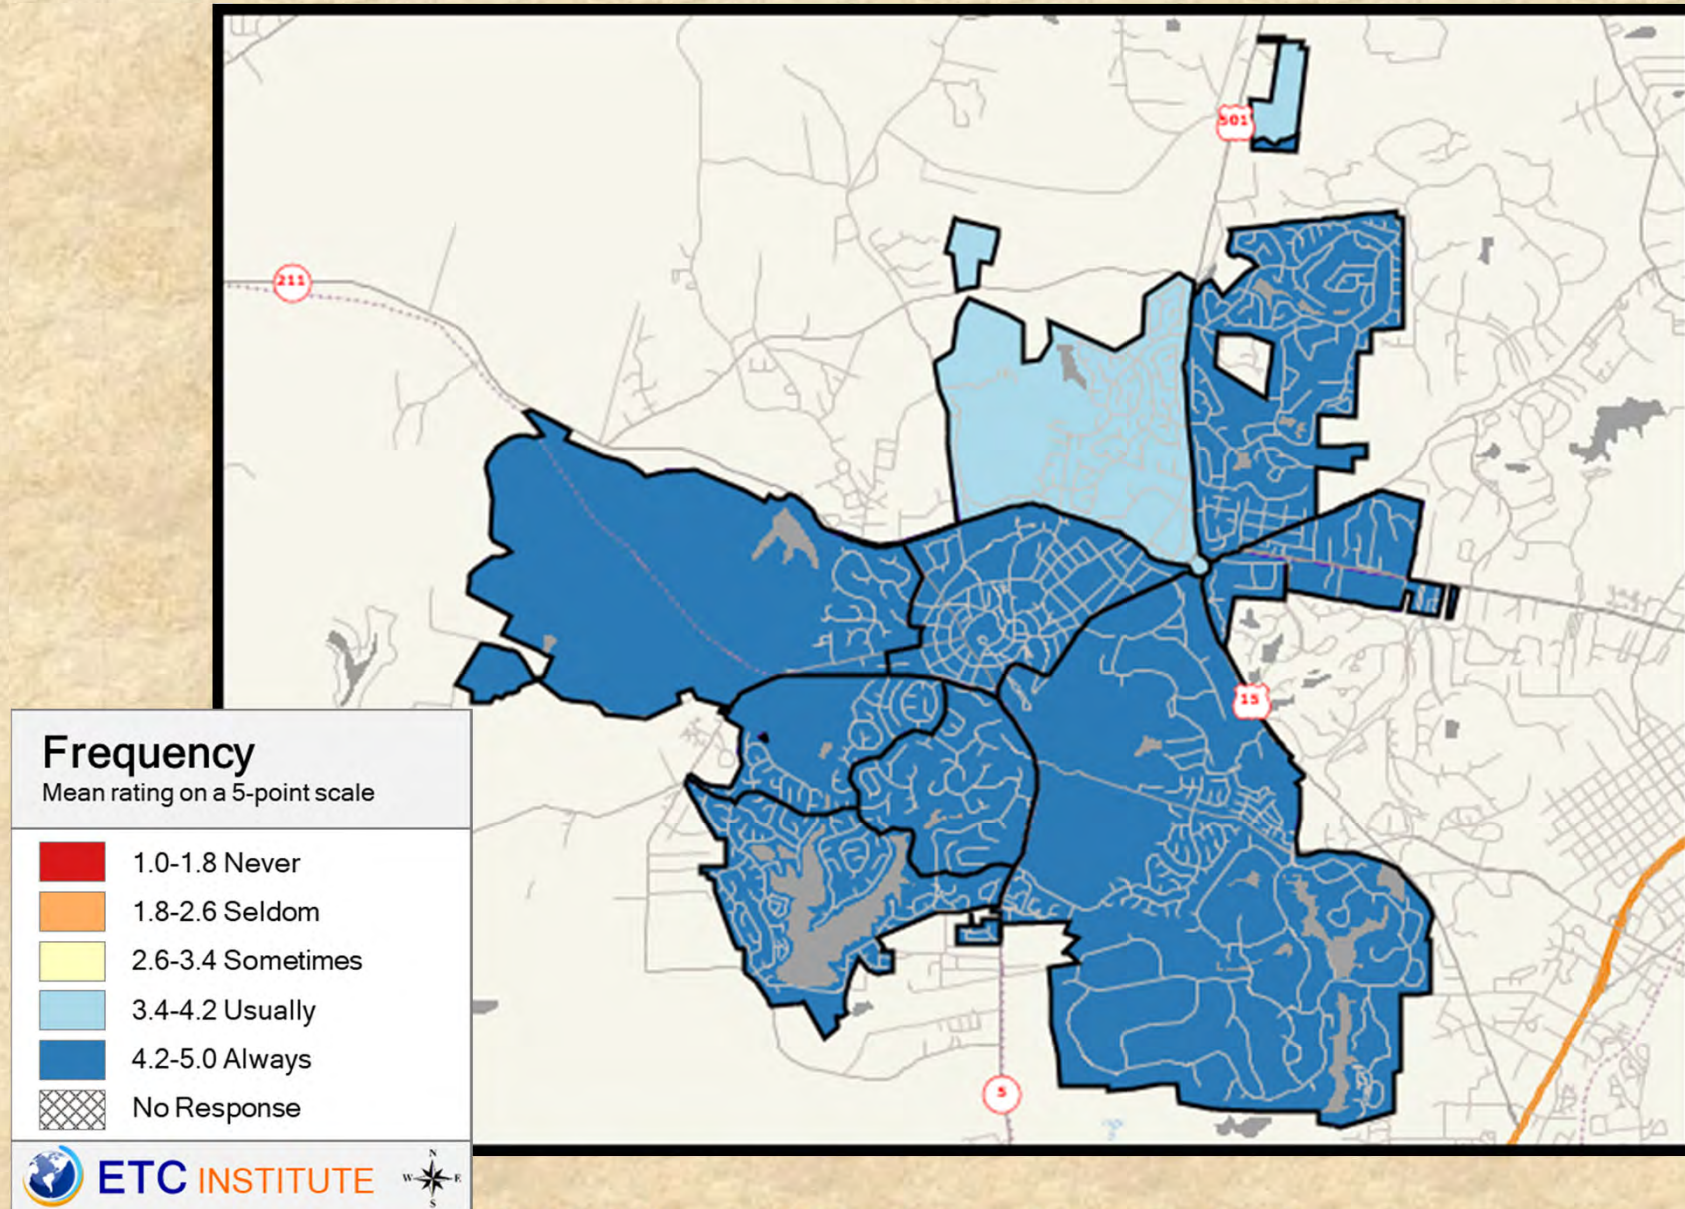 501
211
15
5
Frequency
Mean rating on a 5-point scale
1.0-1.8 Never
1.8-2.6 Seldom
2.6-3.4 Sometimes
3.4-4.2 Usually
4.2-5.0 Always
No Response
ETC INSTITUTE
N
W E
S